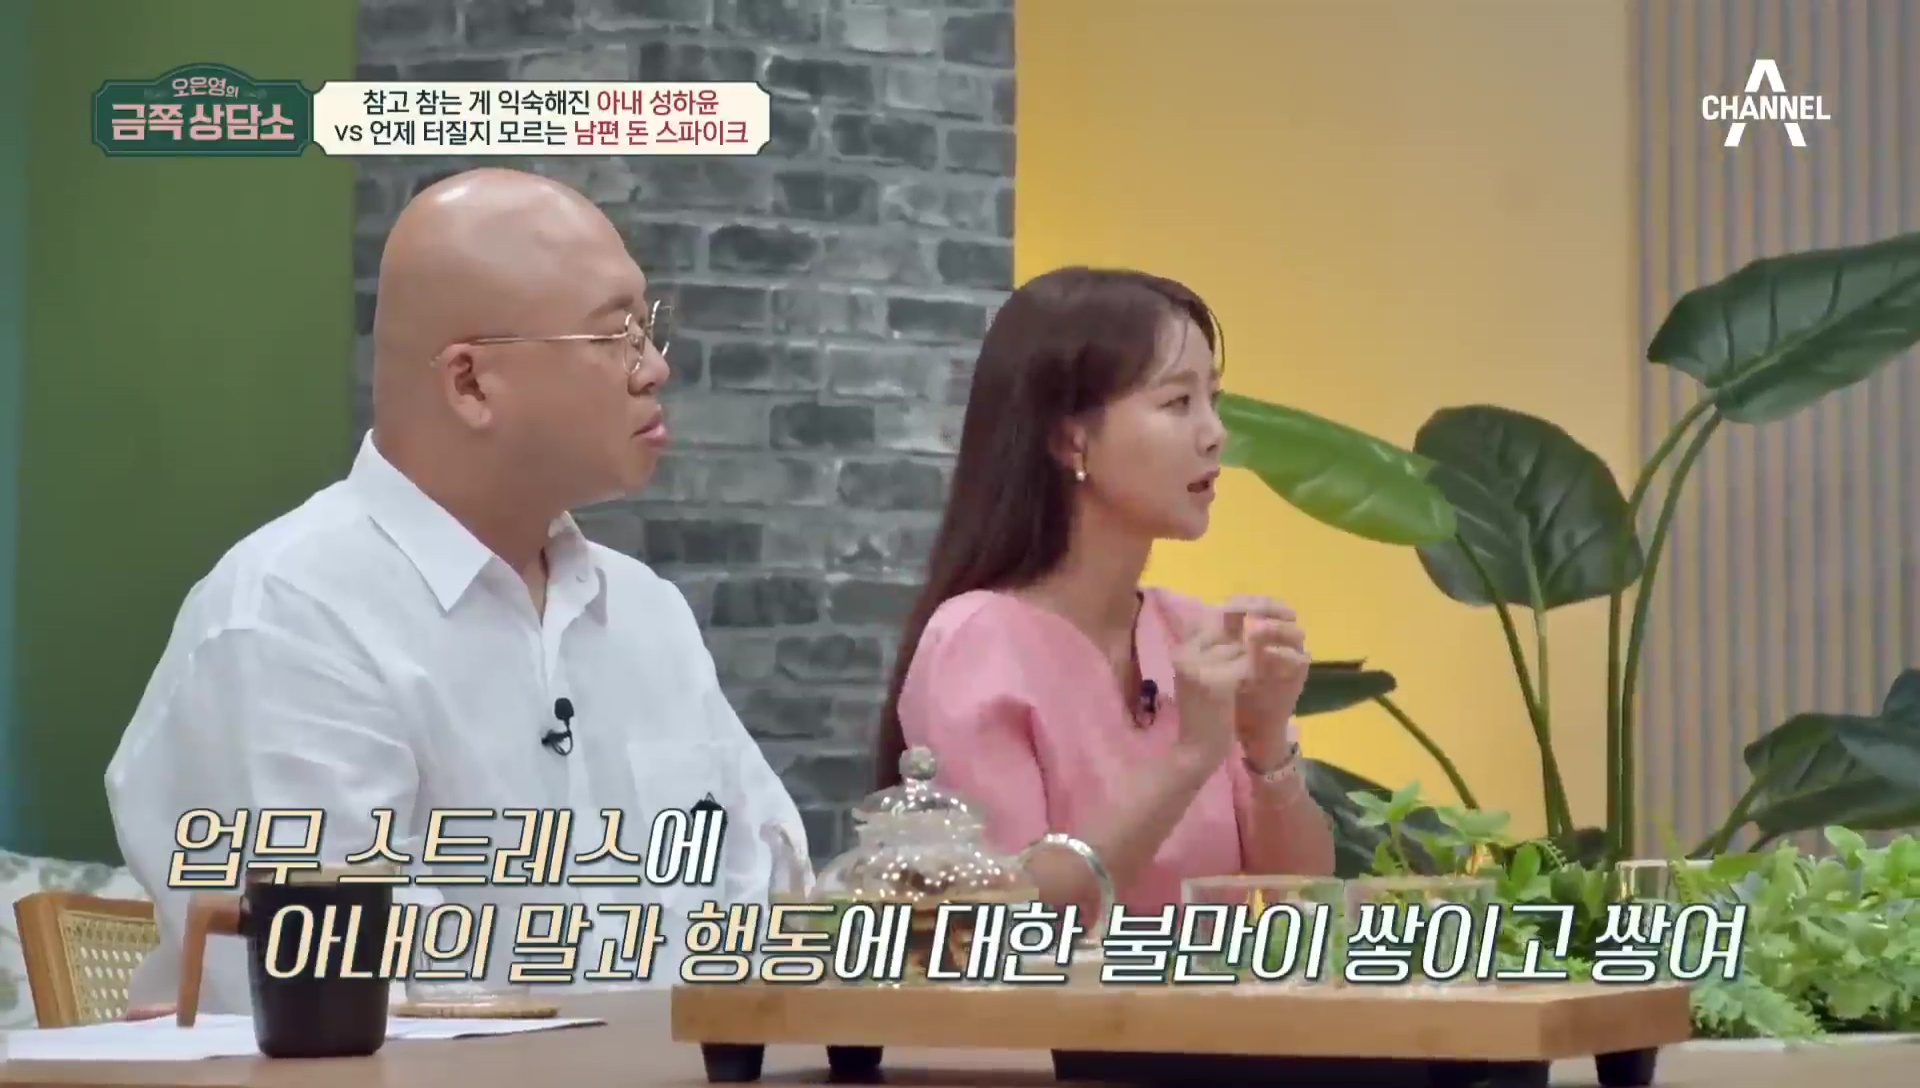 오은영의
금쪽 상담소
참고 참는 게 익숙해진 아내 성하윤
vs 언제 터질지 모르는 남편 돈 스파이크
CHANNEL A
업무 스트레스에
아내의 말과 행동에 대한 불만이 쌓이고 쌓여